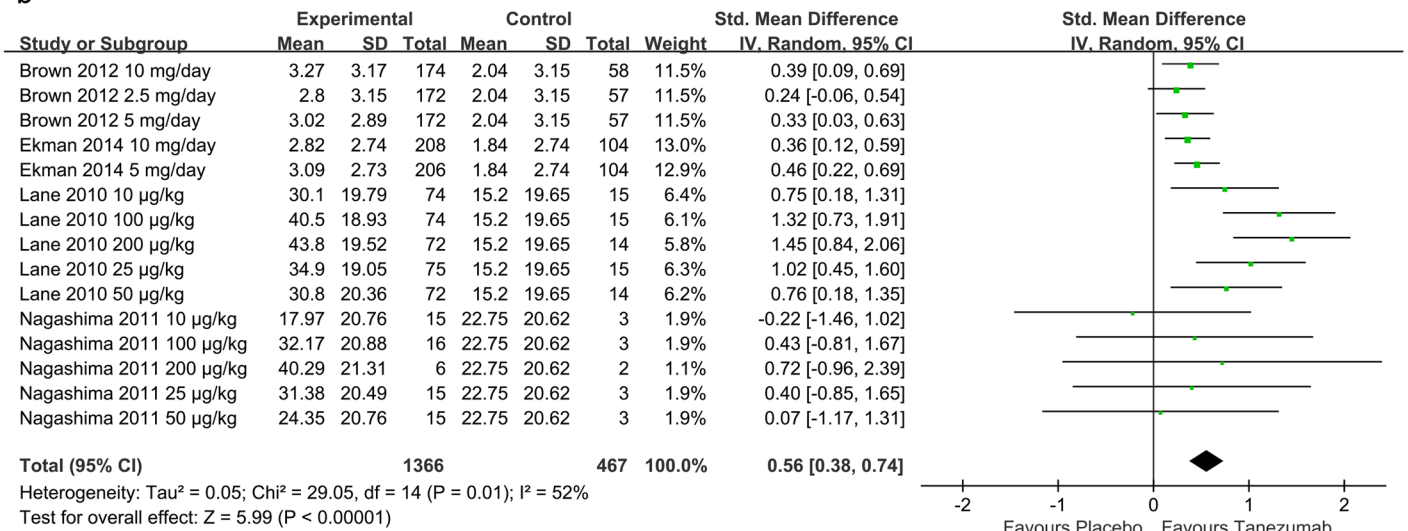 b
Experimental Control Std. Mean Difference Std. Mean Difference
Study or Subgroup Mean SD Total Mean SD Total Weight IV, Random, 95% CI IV, Random, 95% CI
Brown 2012 10 mg/day 3.27 3.17 174 2.04 3.15 58 11.5% 0.39 [0.09, 0.69]
Brown 2012 2.5 mg/day 2.8 3.15 172 2.04 3.15 57 11.5% 0.24 [-0.06, 0.54]
Brown 2012 5 mg/day 3.02 2.89 172 2.04 3.15 57 11.5% 0.33 [0.03, 0.63]
Ekman 2014 10 mg/day 2.82 2.74 208 1.84 2.74 104 13.0% 0.36 [0.12, 0.59]
Ekman 2014 5 mg/day 3.09 2.73 206 1.84 2.74 104 12.9% 0.46 [0.22, 0.69]
Lane 2010 10 µg/kg 30.1 19.79 74 15.2 19.65 15 6.4% 0.75 [0.18, 1.31]
Lane 2010 100 µg/kg 40.5 18.93 74 15.2 19.65 15 6.1% 1.32 [0.73, 1.91]
Lane 2010 200 µg/kg 43.8 19.52 72 15.2 19.65 14 5.8% 1.45 [0.84, 2.06]
Lane 2010 25 µg/kg 34.9 19.05 75 15.2 19.65 15 6.3% 1.02 [0.45, 1.60]
Lane 2010 50 µg/kg 30.8 20.36 72 15.2 19.65 14 6.2% 0.76 [0.18, 1.35]
Nagashima 2011 10 µg/kg 17.97 20.76 15 22.75 20.62 3 1.9% -0.22 [-1.46, 1.02]
Nagashima 2011 100 µg/kg 32.17 20.88 16 22.75 20.62 3 1.9% 0.43 [-0.81, 1.67]
Nagashima 2011 200 µg/kg 40.29 21.31 6 22.75 20.62 2 1.1% 0.72 [-0.96, 2.39]
Nagashima 2011 25 µg/kg 31.38 20.49 15 22.75 20.62 3 1.9% 0.40 [-0.85, 1.65]
Nagashima 2011 50 µg/kg 24.35 20.76 15 22.75 20.62 3 1.9% 0.07 [-1.17, 1.31]
Total (95% CI) 1366 467 100.0% 0.56 [0.38, 0.74]
Heterogeneity: Tau² = 0.05; Chi² = 29.05, df = 14 (P = 0.01); I² = 52%
Test for overall effect: Z = 5.99 (P < 0.00001)
-2 -1 0 1 2
Favours Placebo Favours Tanezumab